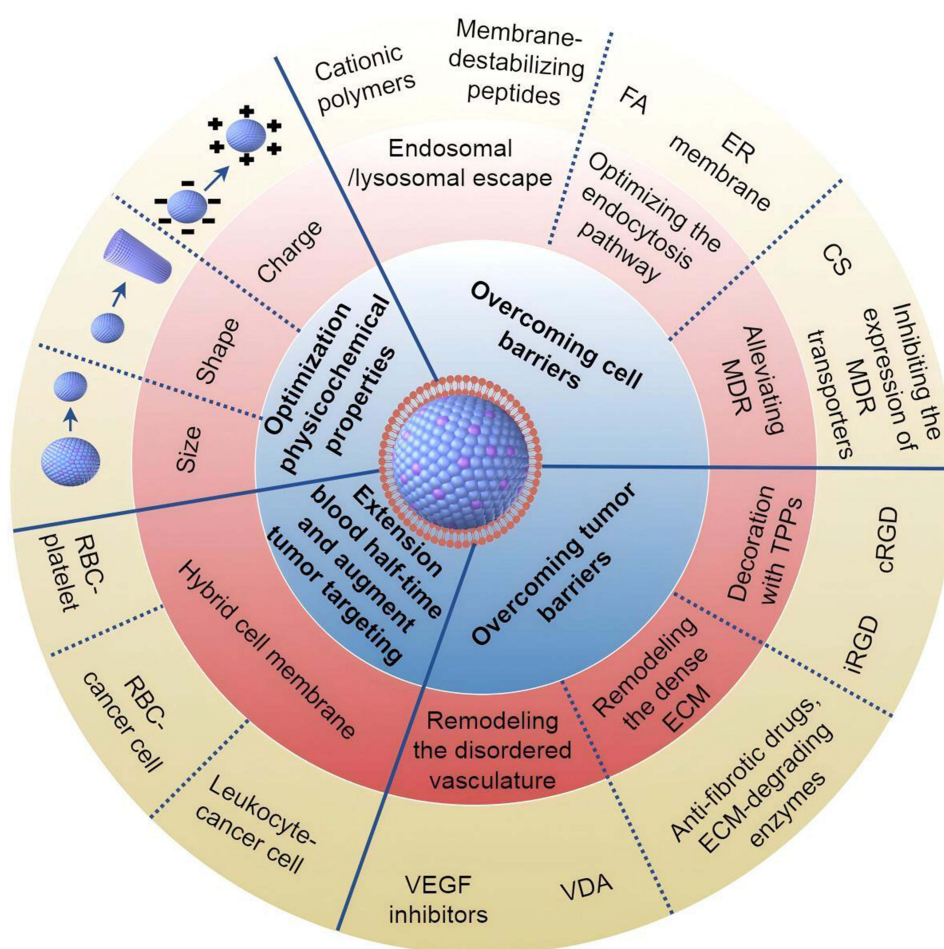 Cationic
polymers
Membrane-
destabilizing
peptides
FA
ER
membrane
CS
Inhibiting the
expression of
MDR
transporters
cRGD
iRGD
Anti-fibrotic drugs,
ECM-degrading
enzymes
VDA
VEGF
inhibitors
Leukocyte-
cancer cell
RBC-
cancer cell
RBC-
platelet
Endosomal
/lysosomal escape
Optimizing the
endocytosis
pathway
Alleviating
MDR
Decoration
with TPPs
Remodeling
the dense
ECM
Remodeling
the disordered
vasculature
Hybrid cell membrane
Size
Shape
Charge
Overcoming cell
barriers
Overcoming tumor
barriers
Extension
blood half-time
and augment
tumor targeting
Optimization
physicochemical
properties